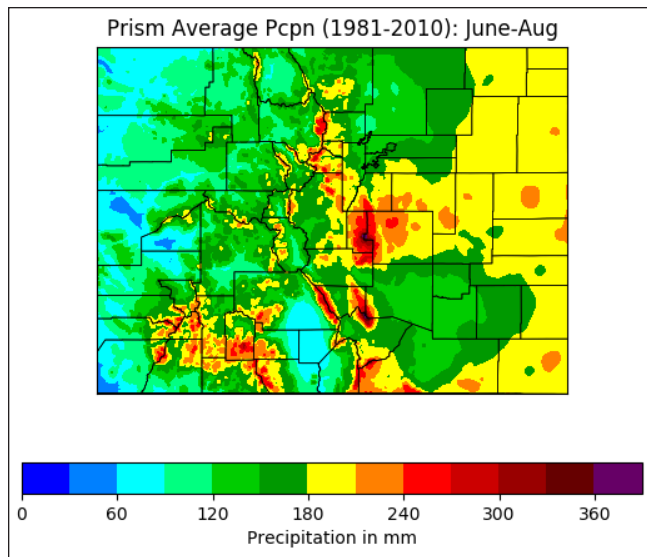 Prism Average Pcpn (1981-2010): June-Aug
0 60 120 180 240 300 360
Precipitation in mm